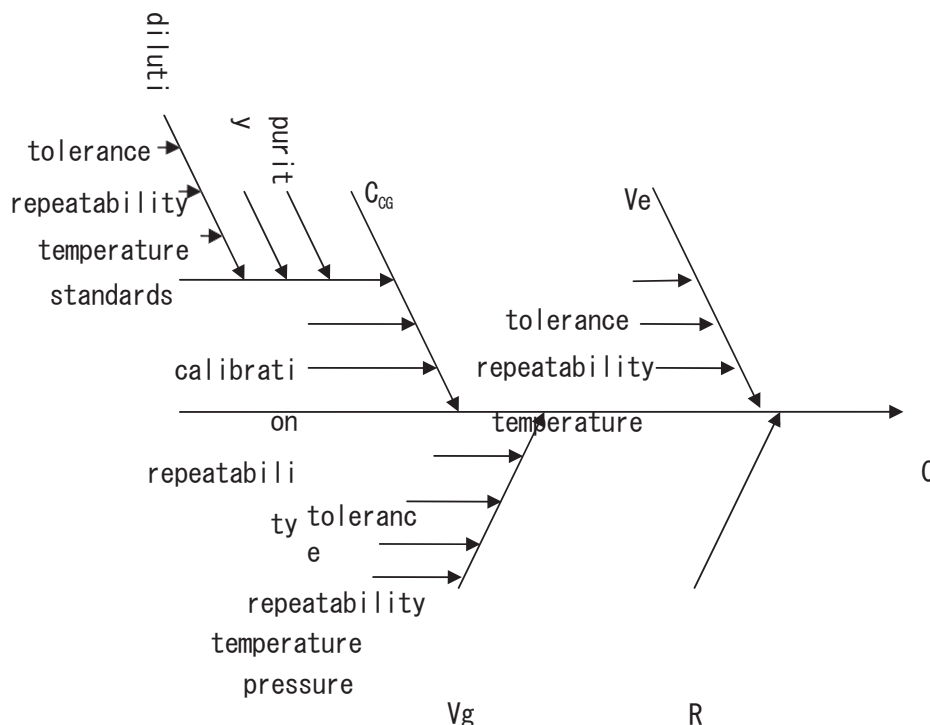 diluti
purit
y
C_CG
Ve
tolerance
repeatability
temperature
standards
tolerance
repeatability
calibrati
on
temperature
repeatabili
ty
toleranc
e
repeatability
temperature
pressure
Vg
R